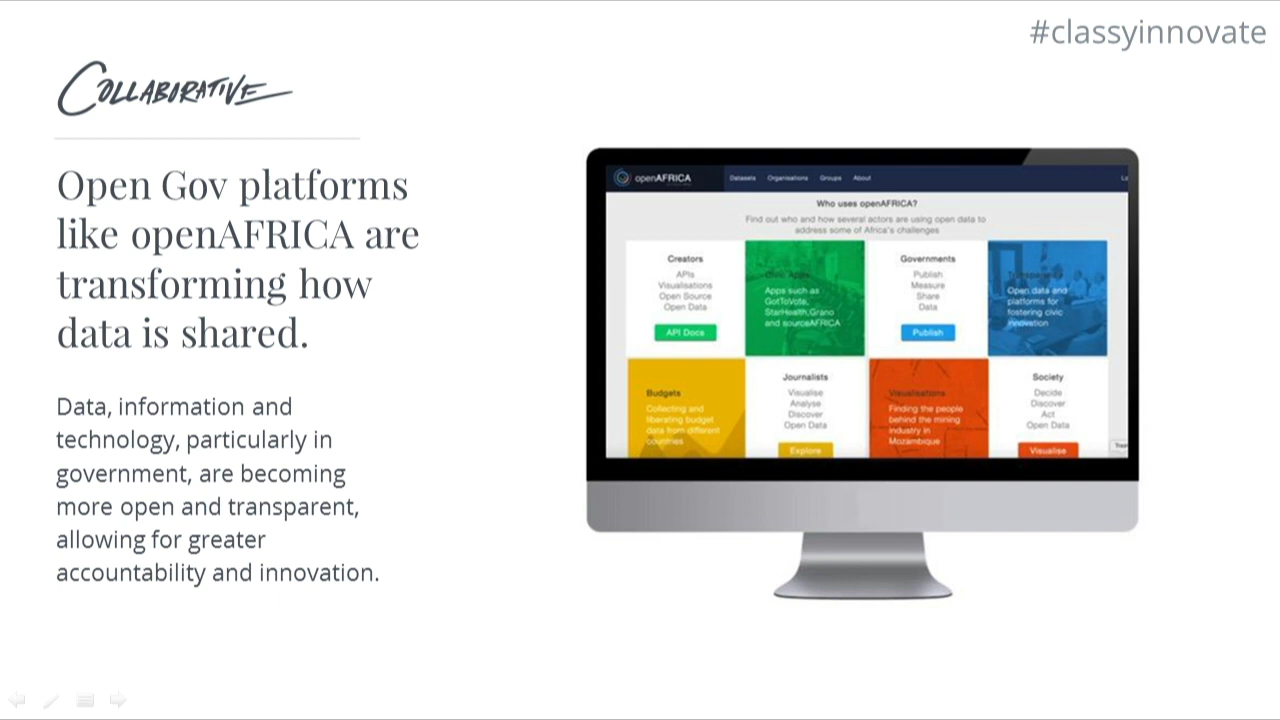 #classyinnovate
COLLABORATIVE
Open Gov platforms
like openAFRICA are
transforming how
data is shared.
Data, information and
technology, particularly in
government, are becoming
more open and transparent,
allowing for greater
accountability and innovation.
openAFRICA
Datasets Organisations Groups About
Who uses openAFRICA?
Find out who and how several actors are using open data to
address some of Africa's challenges
Creators
APIs
Visualisations
Open Source
Open Data
API Docs
Civic Apps
Apps such as
GotToVote,
StarHealth,Grano
and sourceAFRICA
Governments
Publish
Measure
Share
Data
Publish
Transparency
Open data and
platforms for
fostering civic
innovation
Budgets
Collecting and
liberating budget
data from different
countries
Journalists
Visualise
Analyse
Discover
Open Data
Explore
Visualisations
Finding the people
behind the mining
industry in
Mozambique
Society
Decide
Discover
Act
Open Data
Visualise